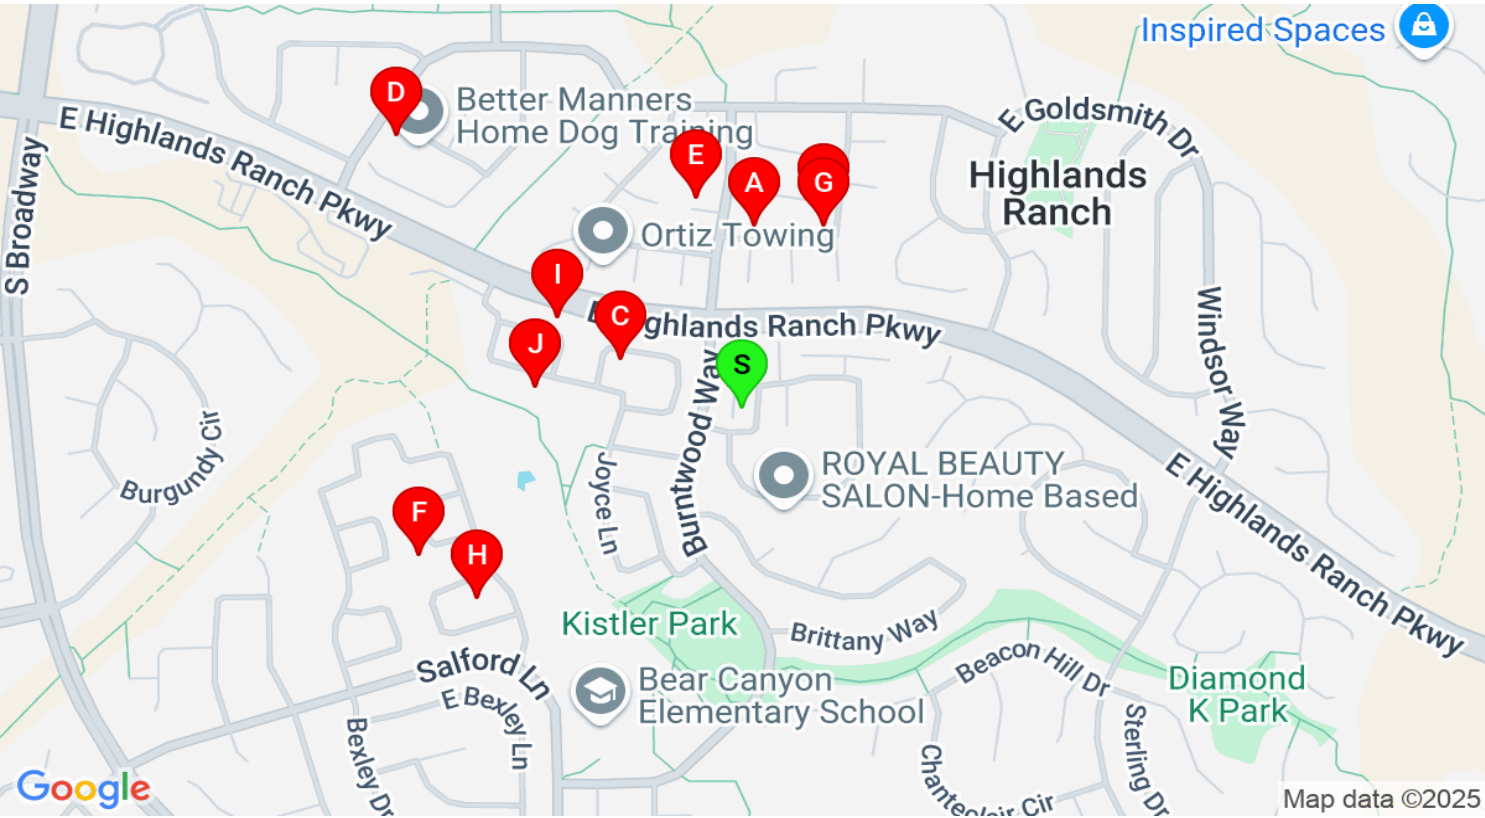 Inspired Spaces
D
Better Manners
Home Dog Training
E Highlands Ranch Pkwy
S Broadway
E Goldsmith Dr
E
A
G
Highlands
Ranch
Ortiz Towing
I
C
E Highlands Ranch Pkwy
J
S
Windsor Way
Burntwood Way
Burgundy Cir
Joyce Ln
ROYAL BEAUTY
SALON-Home Based
E Highlands Ranch Pkwy
F
H
Kistler Park
Brittany Way
Salford Ln
Bear Canyon
Elementary School
Beacon Hill Dr
Diamond
K Park
E Bexley Ln
Bexley Dr
Sterling Dr
Chanteclair Cir
Google
Map data ©2025